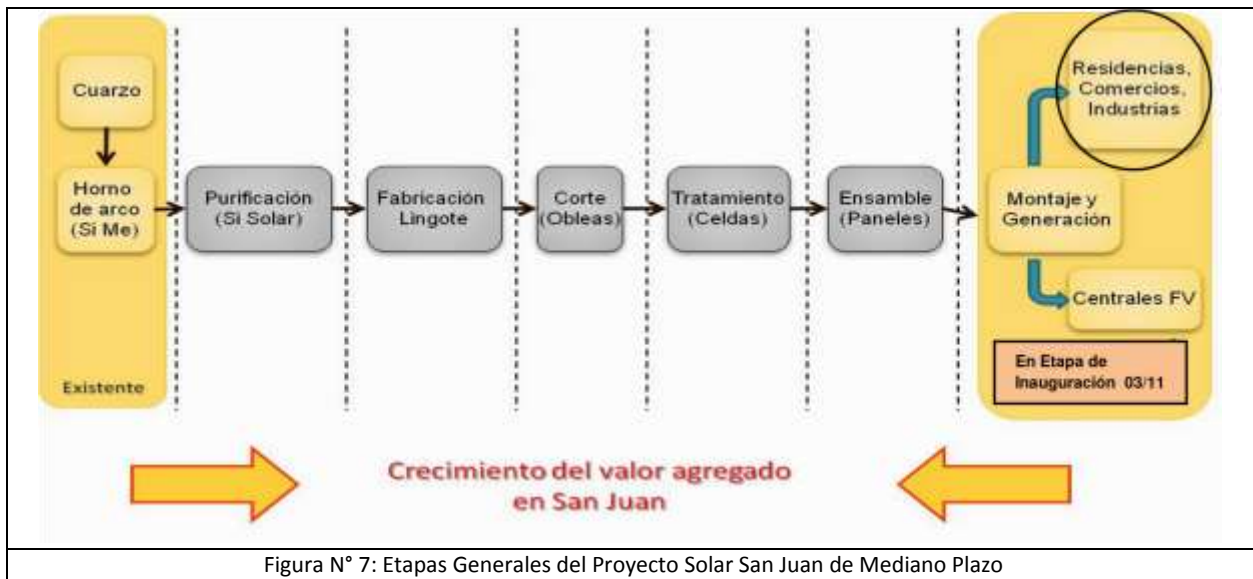 Cuarzo
Horno
de arco
(Si Me)
Existente
Purificación
(Si Solar)
Fabricación
Lingote
Corte
(Obleas)
Tratamiento
(Celdas)
Ensamble
(Paneles)
Residencias,
Comercios,
Industrias
Montaje y
Generación
Centrales FV
En Etapa de
Inauguración 03/11
Crecimiento del valor agregado
en San Juan
Figura N° 7: Etapas Generales del Proyecto Solar San Juan de Mediano Plazo